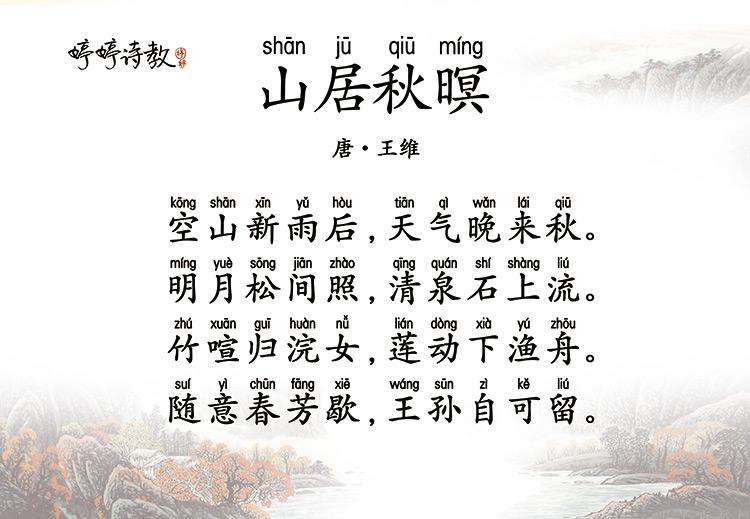 婷婷诗教
shān jū qiū míng
山居秋暝
唐·王维
kōng shān xīn yǔ hòu tiān qì wǎn lái qiū
空山新雨后，天气晚来秋。
míng yuè sōng jiān zhào qīng quán shí shàng liú
明月松间照，清泉石上流。
zhú xuān guī huàn nǚ lián dòng xià yú zhōu
竹喧归浣女，莲动下渔舟。
suí yì chūn fāng xiē wáng sūn zì kě liú
随意春芳歇，王孙自可留。